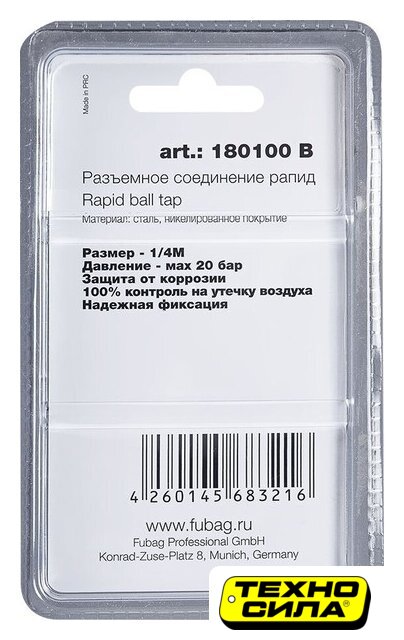 Made in PRC
art.: 180100 B
Разъемное соединение рапид
Rapid ball tap
Материал: сталь, никелированное покрытие
Размер - 1/4M
Давление - мах 20 бар
Защита от коррозии
100% контроль на утечку воздуха
Надежная фиксация
4 260145 683216
www.fubag.ru
Fubag Professional GmbH
Konrad-Zuse-Platz 8, Munich, Germany
ТЕХНО
СИЛА®